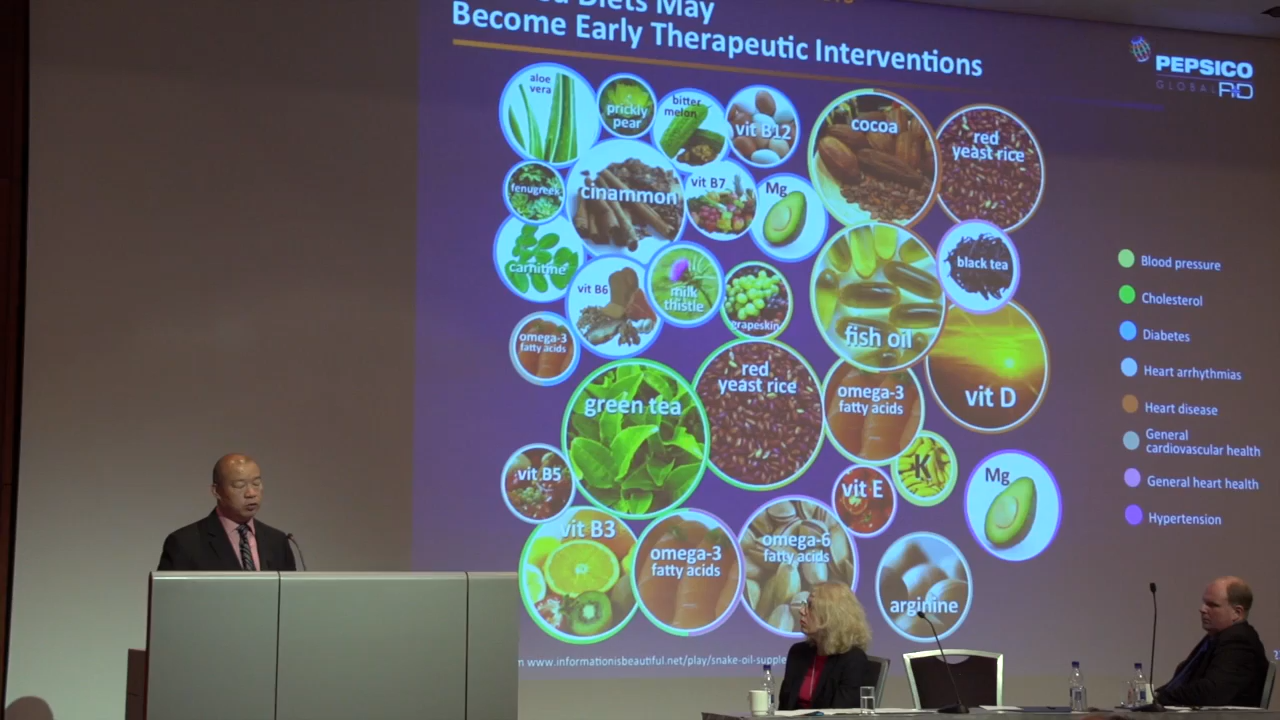 Diets May
Become Early Therapeutic Interventions
PEPSICO
GLOBAL R&D
aloe
vera
prickly
pear
bitter
melon
vit B12
cocoa
red
yeast rice
fenugreek
cinammon
vit B7
Mg
carnitine
vit B6
milk
thistle
grapeskin
fish oil
black tea
omega-3
fatty acids
green tea
red
yeast rice
omega-3
fatty acids
vit D
vit B5
vit E
K
Mg
vit B3
omega-3
fatty acids
omega-6
fatty acids
arginine
Blood pressure
Cholesterol
Diabetes
Heart arrhythmias
Heart disease
General
cardiovascular health
General heart health
Hypertension
www.informationisbeautiful.net/play/snake-oil-supple